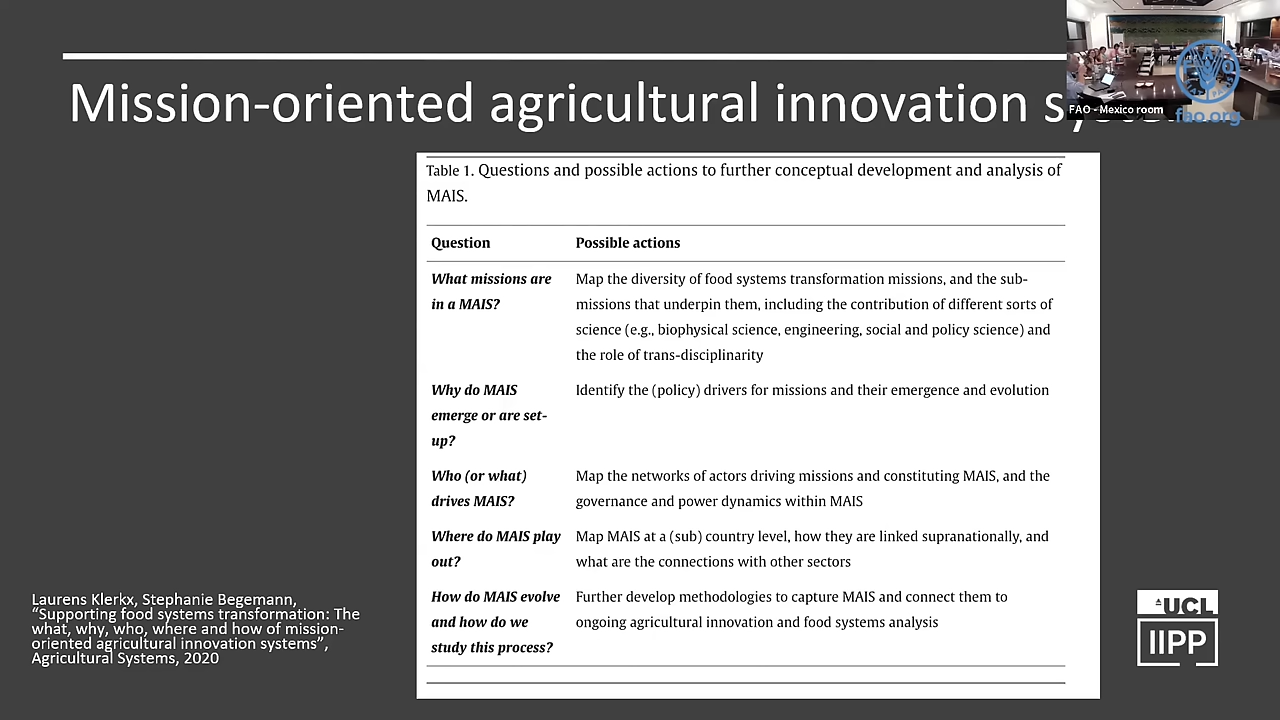 Mission-oriented agricultural innovation
FAO - Mexico room
fao.org
Table 1. Questions and possible actions to further conceptual development and analysis of
MAIS.
Question Possible actions
What missions are
in a MAIS?
Map the diversity of food systems transformation missions, and the sub-
missions that underpin them, including the contribution of different sorts of
science (e.g., biophysical science, engineering, social and policy science) and
the role of trans-disciplinarity
Why do MAIS
emerge or are set-
up?
Identify the (policy) drivers for missions and their emergence and evolution
Who (or what)
drives MAIS?
Map the networks of actors driving missions and constituting MAIS, and the
governance and power dynamics within MAIS
Where do MAIS play
out?
Map MAIS at a (sub) country level, how they are linked supranationally, and
what are the connections with other sectors
How do MAIS evolve
and how do we
study this process?
Further develop methodologies to capture MAIS and connect them to
ongoing agricultural innovation and food systems analysis
Laurens Klerkx, Stephanie Begemann,
“Supporting food systems transformation: The
what, why, who, where and how of mission-
oriented agricultural innovation systems”,
Agricultural Systems, 2020
UCL
IIPP